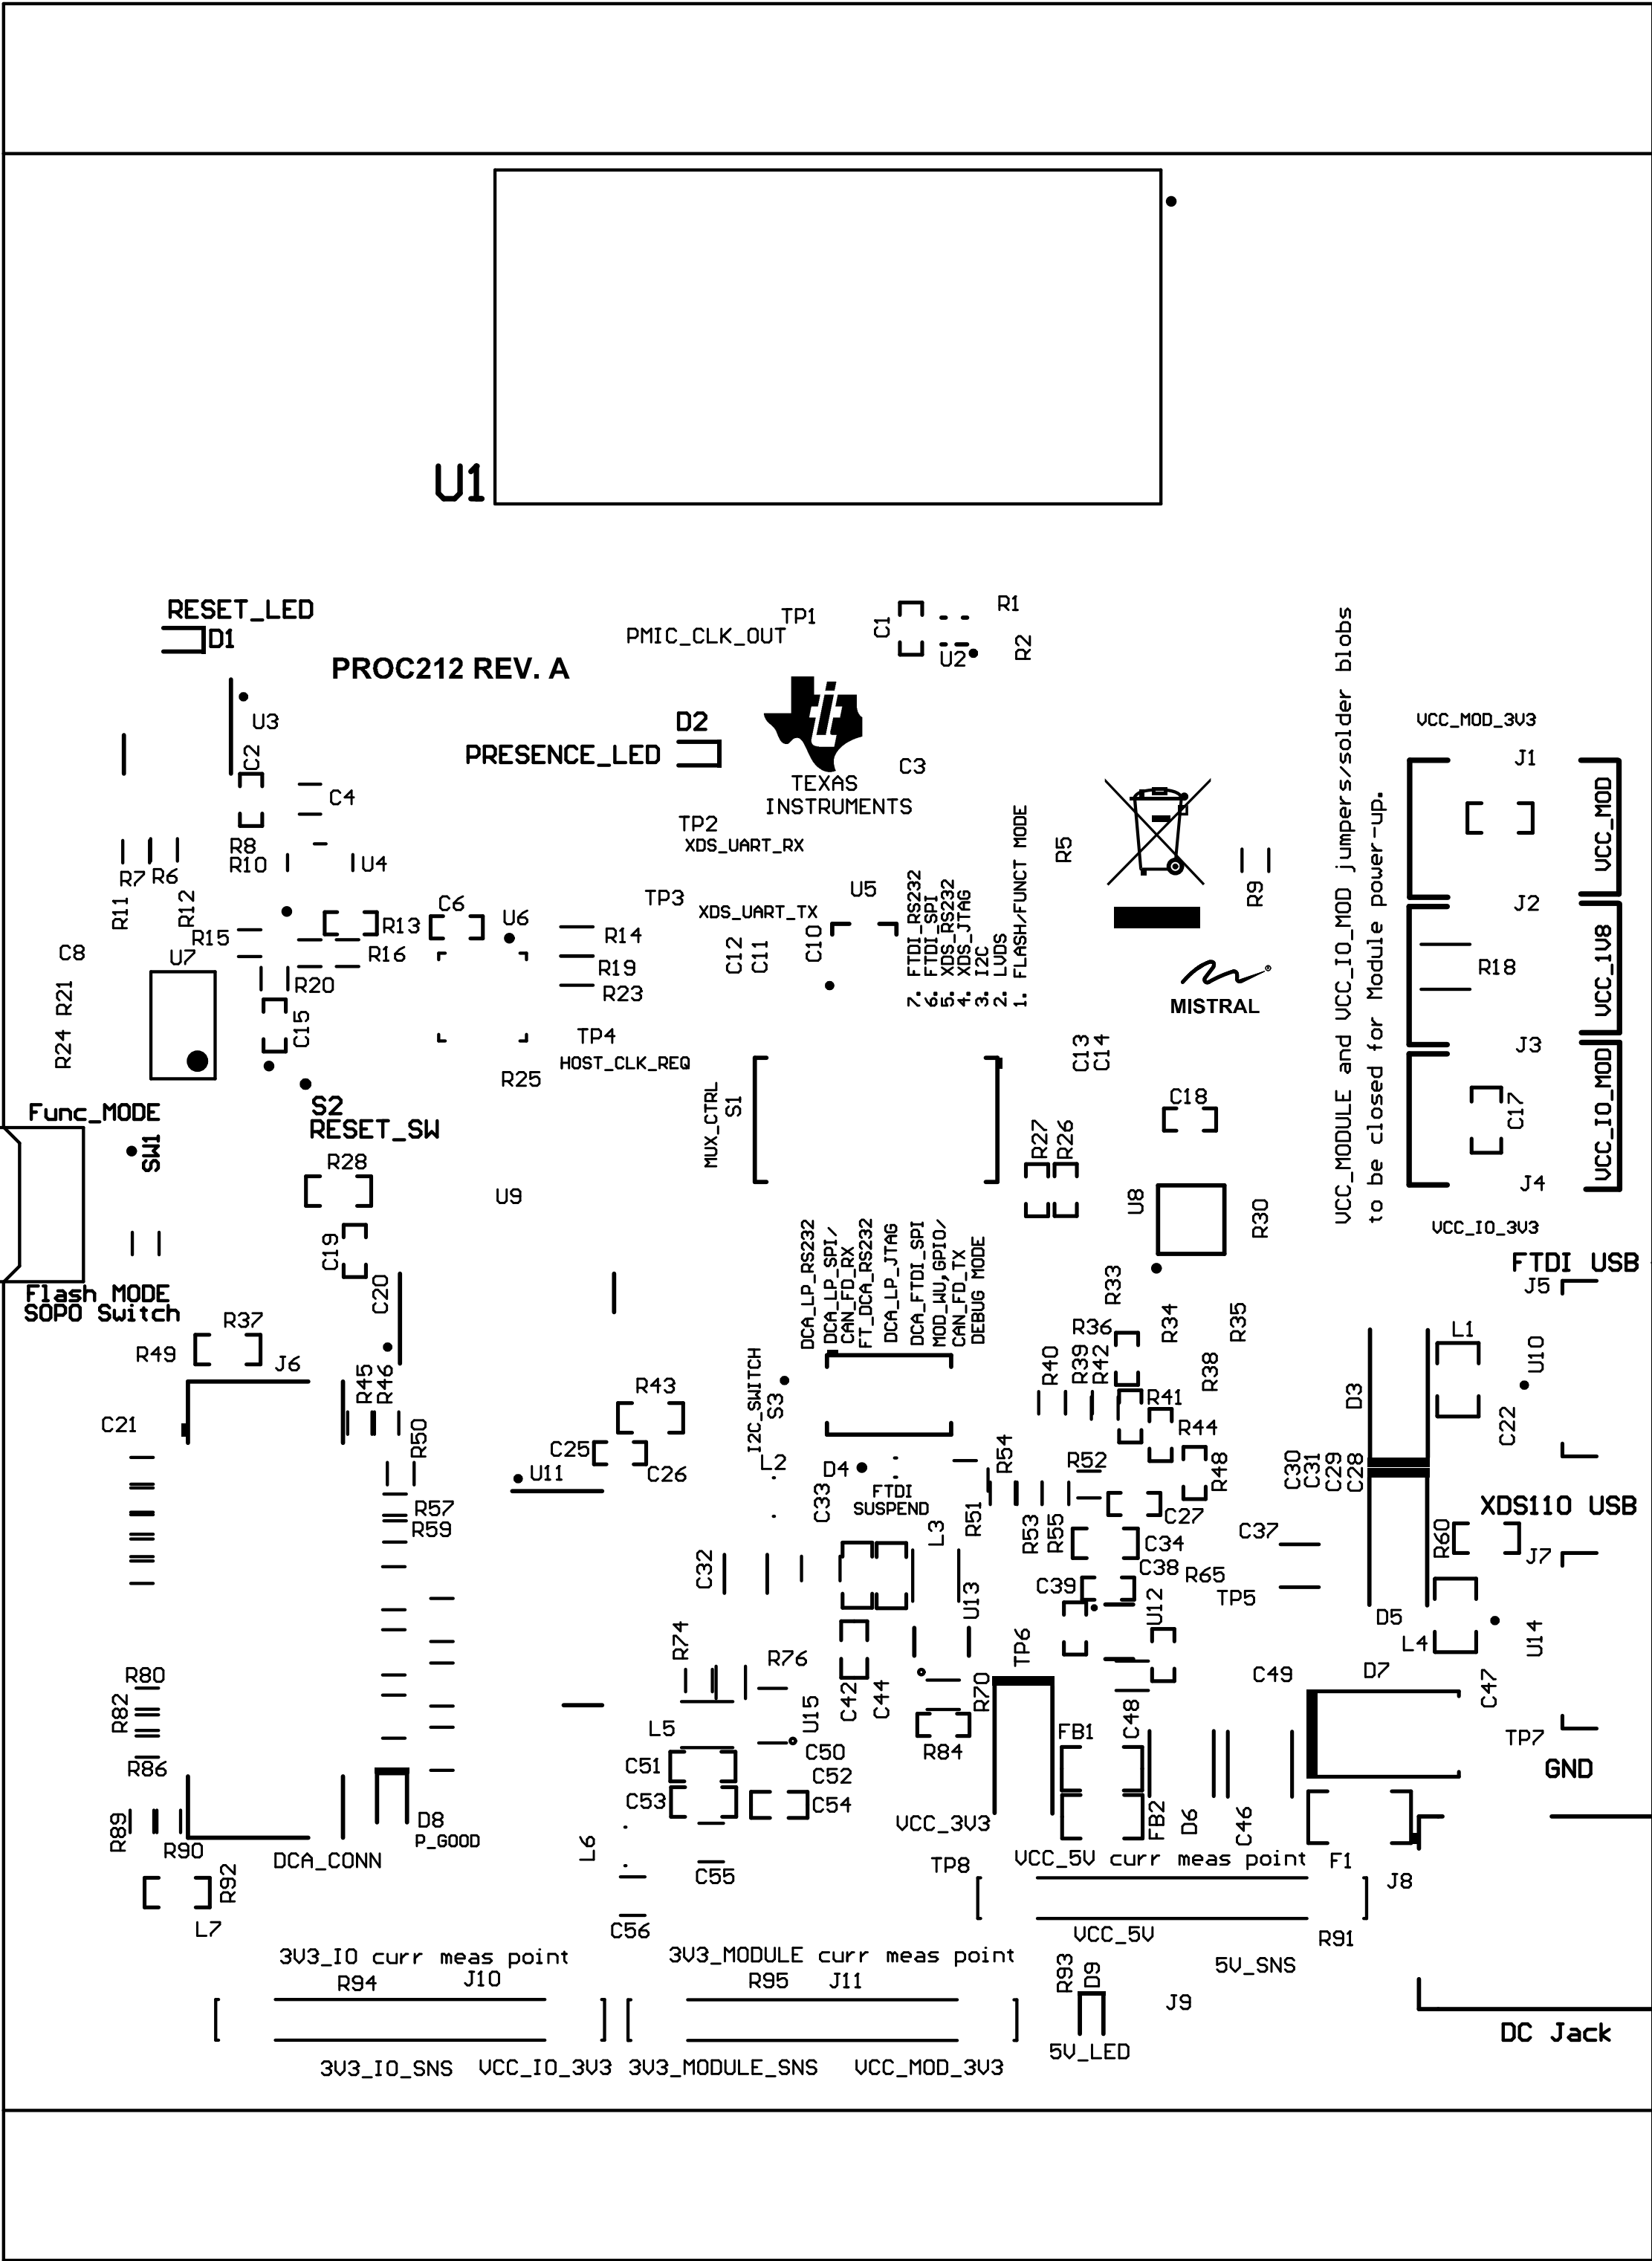 U1
RESET_LED
D1
PROC212 REV. A
PMIC_CLK_OUT
TP1
C1
U2
R1
R2
U3
C2
C4
D2
PRESENCE_LED
TEXAS
INSTRUMENTS
C3
TP2
XDS_UART_RX
TP3
XDS_UART_TX
R7
R6
R8
R10
U4
R11
R12
R13
R15
R16
C6
U6
R14
R19
R23
C8
U7
R20
R21
R24
C15
TP4
HOST_CLK_REQ
R25
C12
C11
C10
U5
7. FTDI_RS232
6. FTDI_SPI
5. XDS_RS232
4. XDS_JTAG
3. I2C
2. LVDS
1. FLASH/FUNCT MODE
R5
R9
®
MISTRAL
VCC_MODULE and VCC_IO_MOD jumpers/solder blobs
to be closed for Module power-up.
VCC_MOD_3V3
J1
VCC_MOD
J2
R18
VCC_1V8
J3
C17
VCC_IO_MOD
J4
VCC_IO_3V3
Func_MODE
SW1
S2
RESET_SW
R28
U9
MUX_CTRL
S1
C13
C14
R27
R26
C18
U8
R30
Flash MODE
SOPO Switch
C19
C20
R37
R49
J6
DCA_LP_RS232
DCA_LP_SPI/
CAN_FD_RX
FT_DCA_RS232
DCA_LP_JTAG
DCA_FTDI_SPI
MOD_WU,GPIO/
CAN_FD_TX
DEBUG MODE
R33
R34
R35
R36
R38
FTDI USB
J5
L1
U10
C22
D3
R45
R46
R50
C21
R43
C25
C26
U11
I2C_SWITCH
S3
L2
D4
FTDI
SUSPEND
C33
R40
R39
R42
R41
R44
R48
R54
R52
R51
R53
R55
C27
C34
C38
C39
R65
C30
C31
C29
C28
C37
TP5
XDS110 USB
R60
J7
D5
L4
U14
R57
R59
C32
L3
U13
U12
TP6
R74
R76
U15
C42
C44
R70
R84
C48
C49
D7
C47
TP7
GND
R80
R82
R86
L5
C51
C50
C52
C53
C54
FB1
FB2
D6
C46
VCC_3V3
R89
R90
D8
P_GOOD
DCA_CONN
R92
L7
L6
C55
C56
TP8
VCC_5V curr meas point
F1
J8
VCC_5V
R91
5V_SNS
3V3_IO curr meas point
R94
J10
3V3_MODULE curr meas point
R95
J11
R93
D9
J9
DC Jack
5V_LED
3V3_IO_SNS
VCC_IO_3V3
3V3_MODULE_SNS
VCC_MOD_3V3